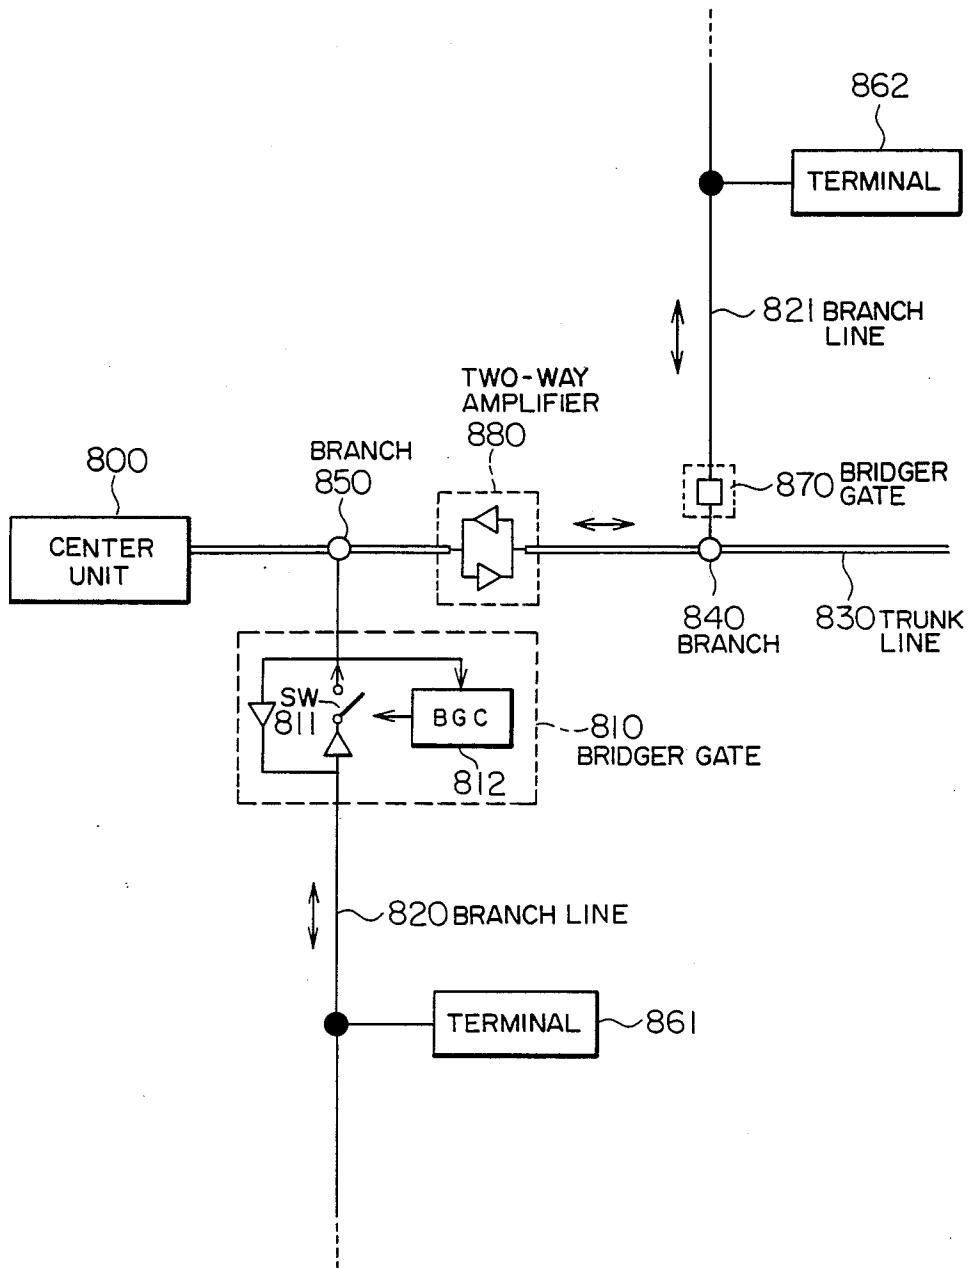 862
TERMINAL
821 BRANCH
LINE
TWO-WAY
AMPLIFIER
880
800
BRANCH
850
870 BRIDGER
GATE
CENTER
UNIT
840
BRANCH
830 TRUNK
LINE
SW
811
BGC
812
810
BRIDGER GATE
820 BRANCH LINE
TERMINAL
861